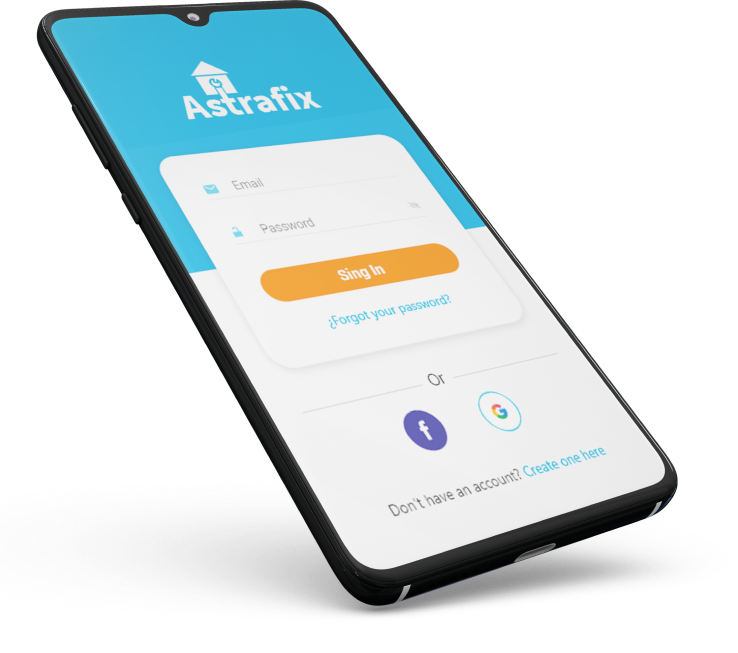 Astrafix
Email
Password
Sing In
¿Forgot your password?
Or
f
G
Don't have an account? Create one here